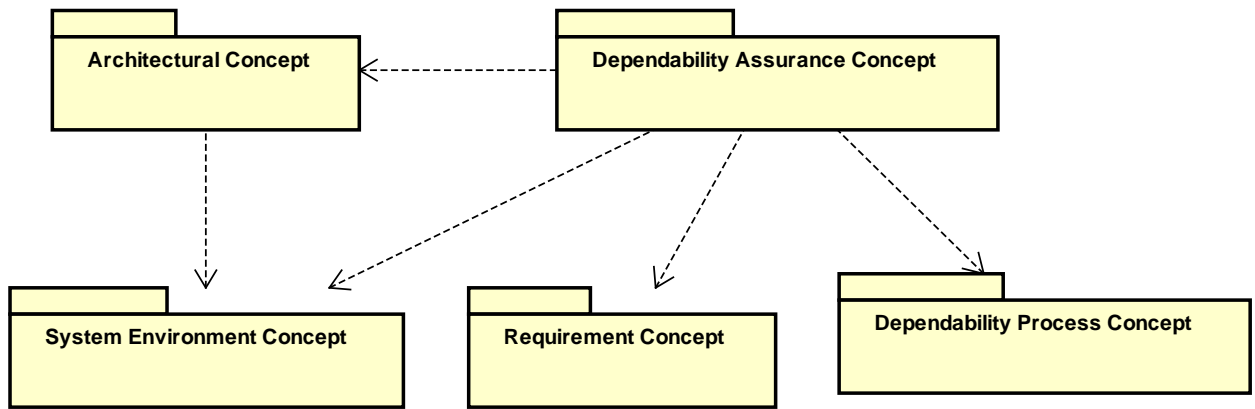 Architectural Concept
Dependability Assurance Concept
System Environment Concept
Requirement Concept
Dependability Process Concept